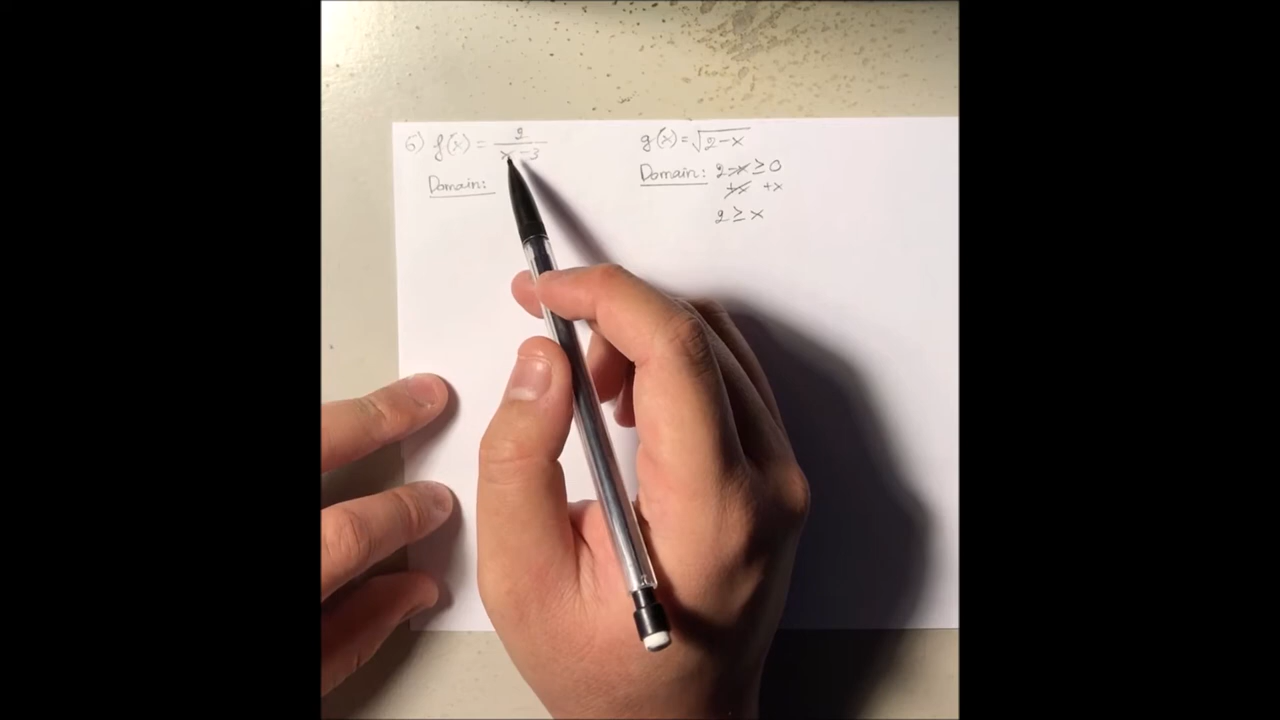 6) f(x) = 2/(x-3)
Domain:
g(x) = √(2-x)
Domain: 2-x ≥ 0
+x +x
2 ≥ x